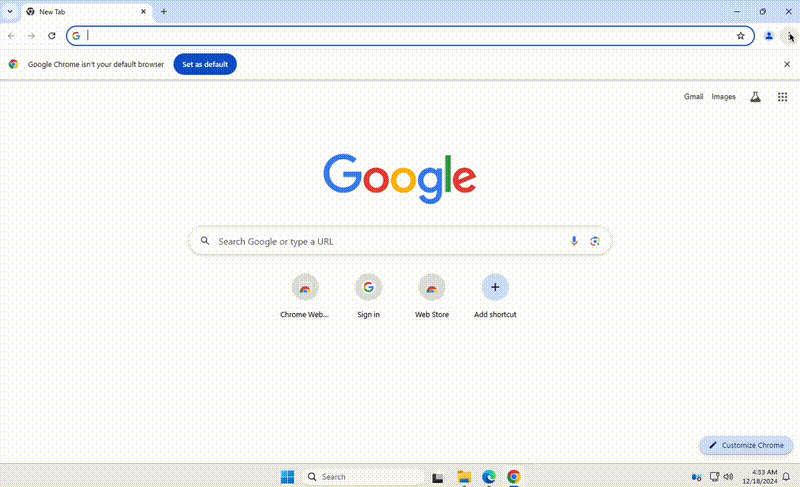 New Tab
Google Chrome isn't your default browser
Set as default
Gmail
Images
Google
Search Google or type a URL
Chrome Web...
Sign in
Web Store
Add shortcut
Customize Chrome
Search
4:33 AM
12/18/2024